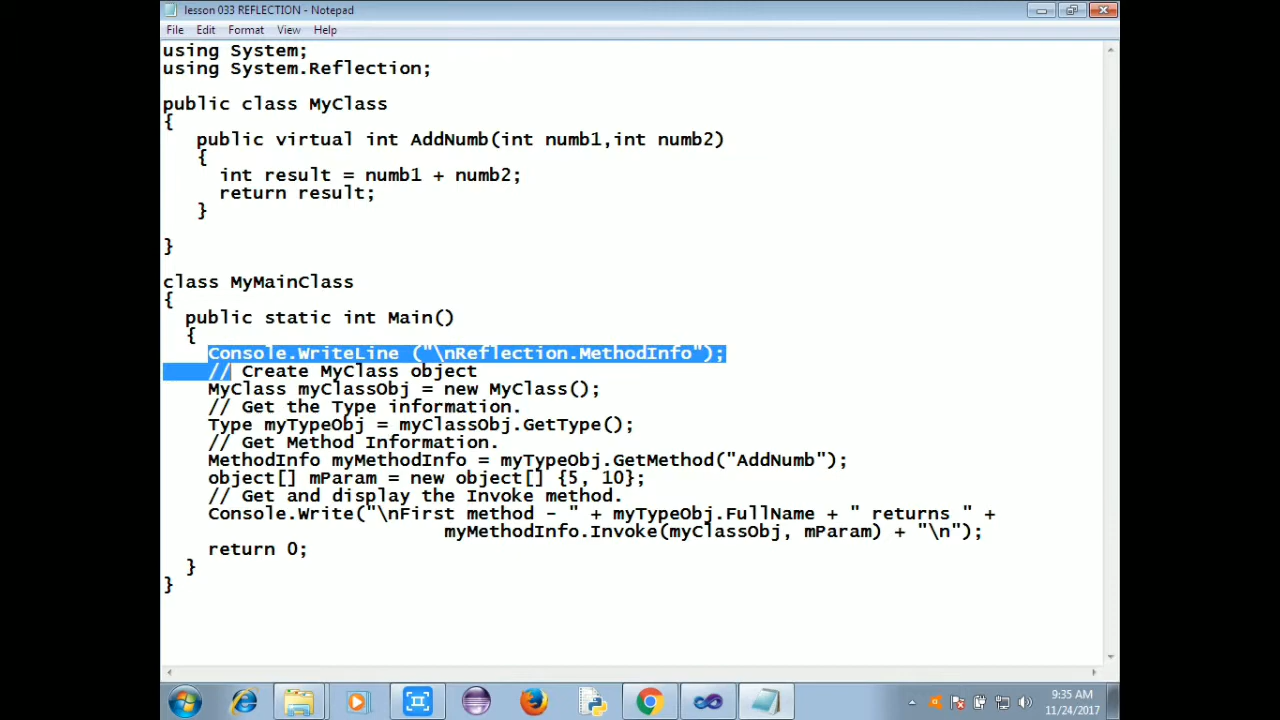 lesson 033 REFLECTION - Notepad
File Edit Format View Help
using System;
using System.Reflection;
public class MyClass
{
public virtual int AddNumb(int numb1,int numb2)
{
int result = numb1 + numb2;
return result;
}
}
class MyMainClass
{
public static int Main()
{
Console.WriteLine ("\nReflection.MethodInfo");
// Create MyClass object
MyClass myClassObj = new MyClass();
// Get the Type information.
Type myTypeObj = myClassObj.GetType();
// Get Method Information.
MethodInfo myMethodInfo = myTypeObj.GetMethod("AddNumb");
object[] mParam = new object[] {5, 10};
// Get and display the Invoke method.
Console.Write("\nFirst method - " + myTypeObj.FullName + " returns " +
myMethodInfo.Invoke(myClassObj, mParam) + "\n");
return 0;
}
}
9:35 AM
11/24/2017